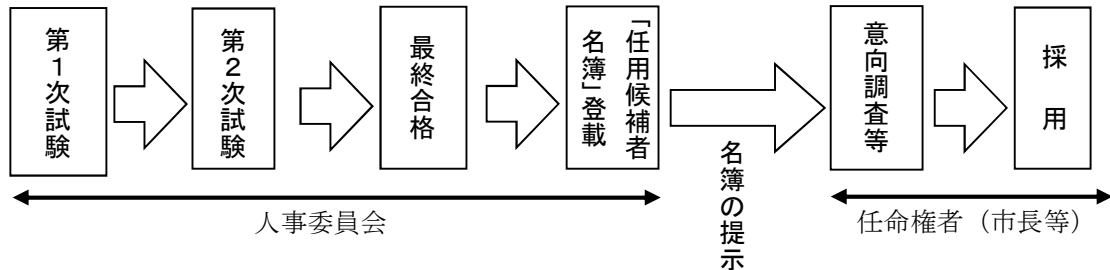 第１次試験
第２次試験
最終合格
「任用候補者
名簿」登載
名簿の提示
意向調査等
採用
人事委員会
任命権者（市長等）